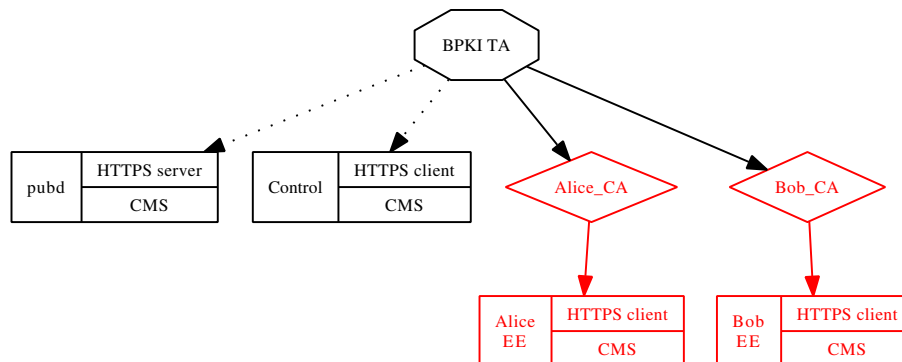 BPKI TA
pubd
HTTPS server
CMS
Control
HTTPS client
CMS
Alice_CA
Bob_CA
Alice
EE
HTTPS client
CMS
Bob
EE
HTTPS client
CMS